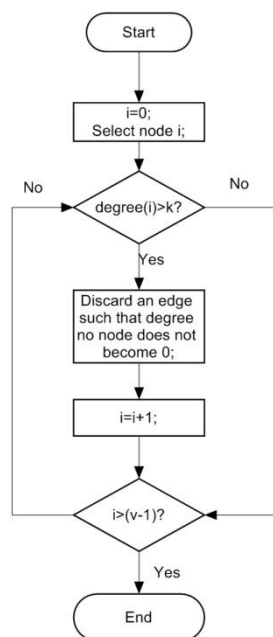 Start
i=0;
Select node i;
No
No
degree(i)>k?
Yes
Discard an edge
such that degree
no node does not
become 0;
i=i+1;
i>(v-1)?
Yes
End